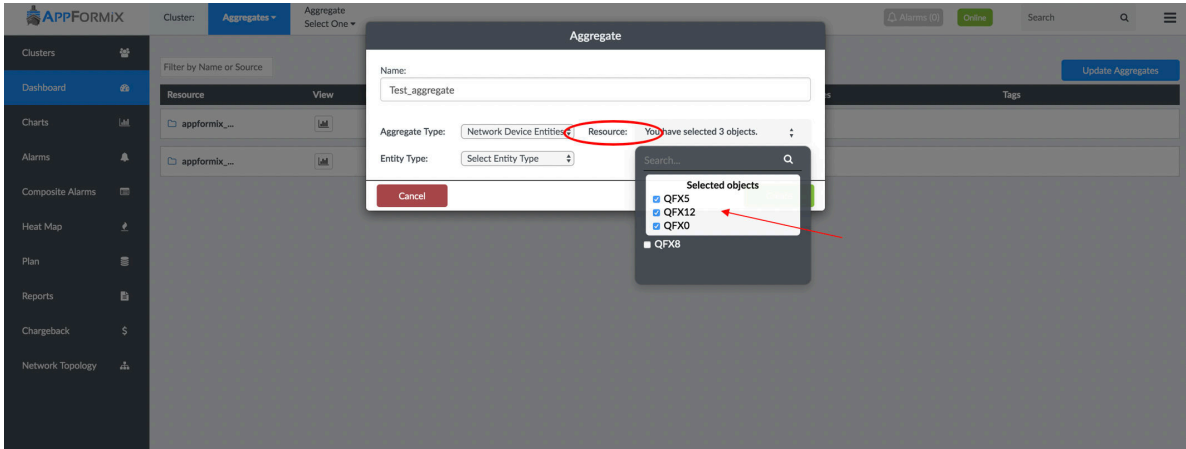 APPFORMIX
Cluster:
Aggregates
Aggregate
Select One
Alarms (0)
Online
Search
Clusters
Dashboard
Charts
Alarms
Composite Alarms
Heat Map
Plan
Reports
Chargeback
Network Topology
Filter by Name or Source
Update Aggregates
Resource
View
Tags
appformix_...
appformix_...
Aggregate
Name:
Test_aggregate
Aggregate Type:
Network Device Entities
Resource:
You have selected 3 objects.
Entity Type:
Select Entity Type
Cancel
Search...
Selected objects
QFX5
QFX12
QFX0
QFX8